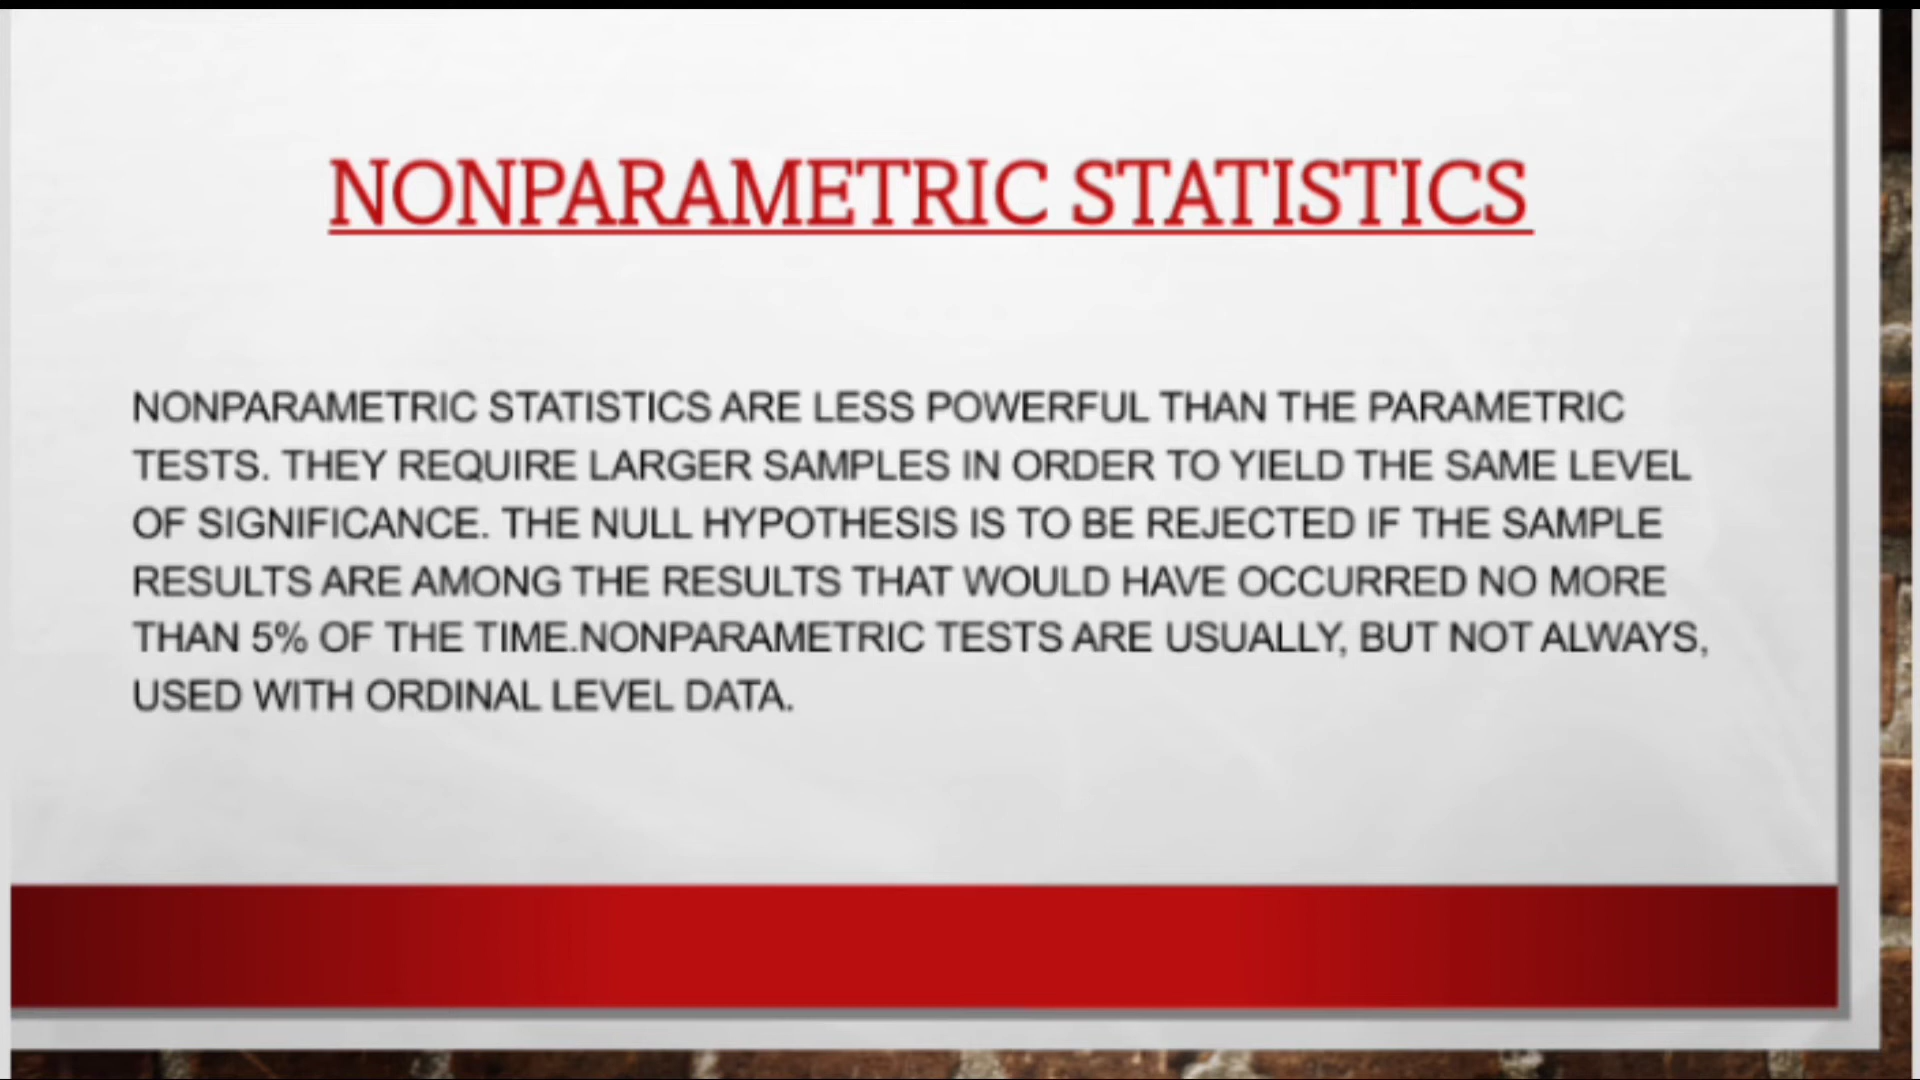 NONPARAMETRIC STATISTICS
NONPARAMETRIC STATISTICS ARE LESS POWERFUL THAN THE PARAMETRIC
TESTS. THEY REQUIRE LARGER SAMPLES IN ORDER TO YIELD THE SAME LEVEL
OF SIGNIFICANCE. THE NULL HYPOTHESIS IS TO BE REJECTED IF THE SAMPLE
RESULTS ARE AMONG THE RESULTS THAT WOULD HAVE OCCURRED NO MORE
THAN 5% OF THE TIME.NONPARAMETRIC TESTS ARE USUALLY, BUT NOT ALWAYS,
USED WITH ORDINAL LEVEL DATA.